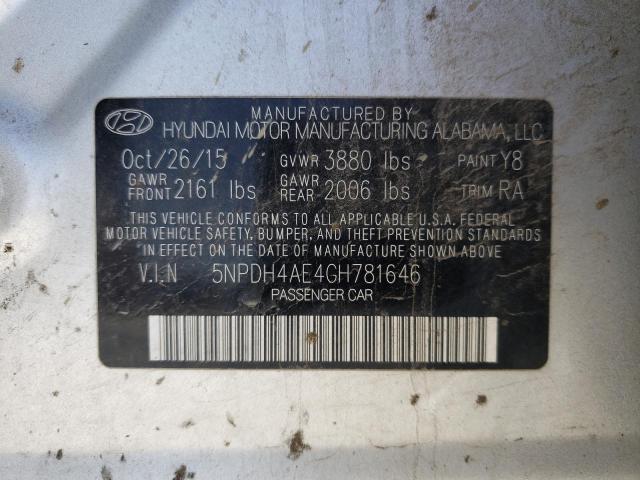 MANUFACTURED BY
HYUNDAI MOTOR MANUFACTURING ALABAMA, LLC
Oct/26/15 GVWR 3880 lbs PAINT Y8
GAWR FRONT 2161 lbs GAWR REAR 2006 lbs TRIM RA
THIS VEHICLE CONFORMS TO ALL APPLICABLE U.S.A. FEDERAL
MOTOR VEHICLE SAFETY, BUMPER, AND THEFT PREVENTION STANDARDS
IN EFFECT ON THE DATE OF MANUFACTURE SHOWN ABOVE
V.I.N 5NPDH4AE4GH781646
PASSENGER CAR